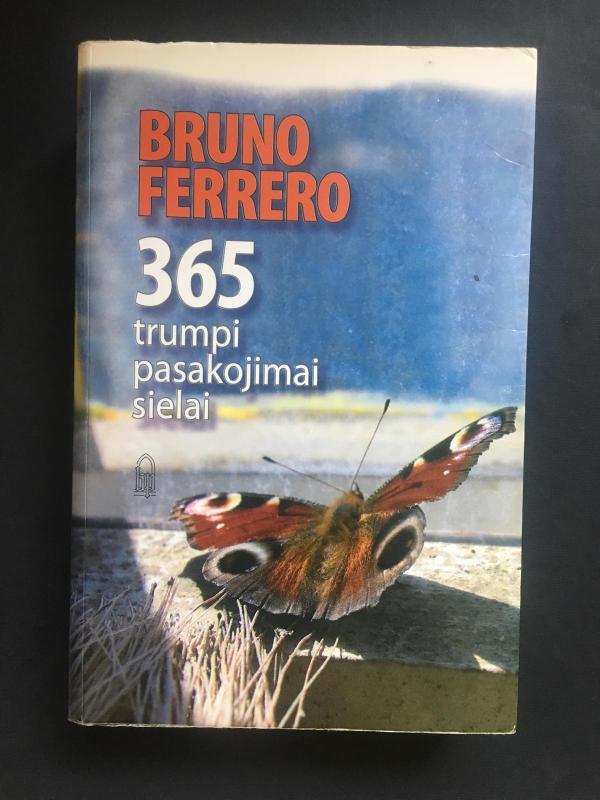 BRUNO
FERRERO
365
trumpi
pasakojimai
sielai